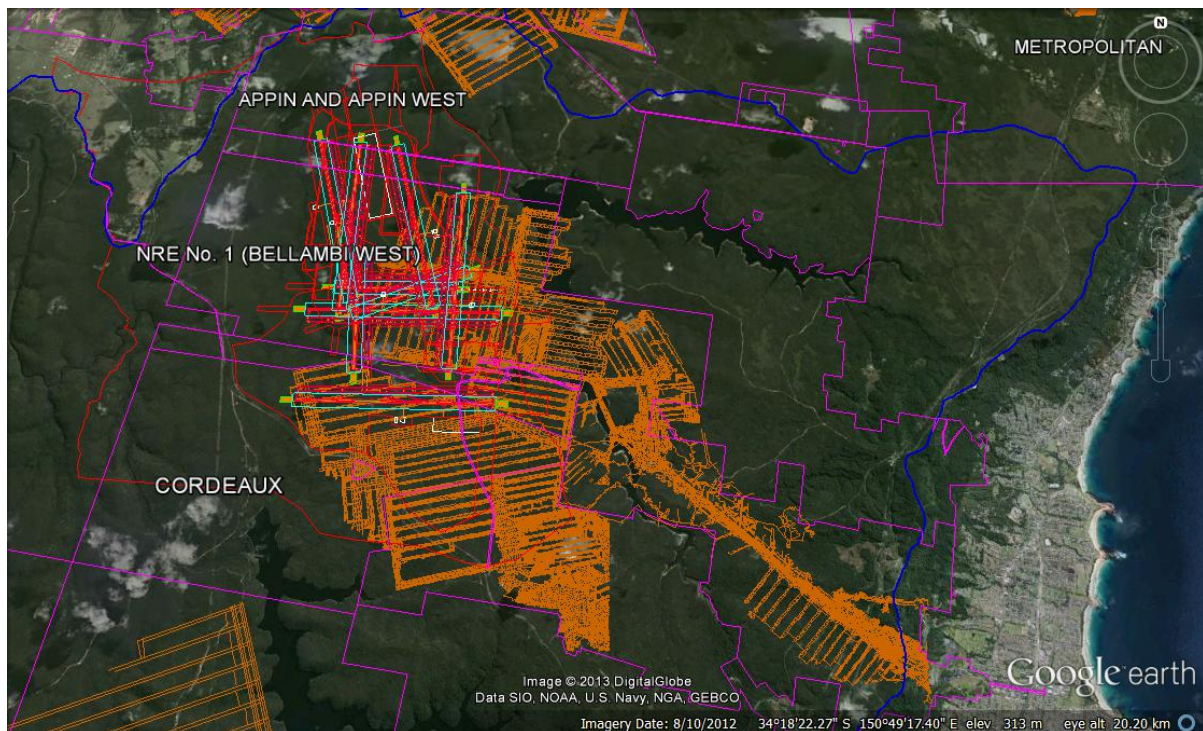 N
METROPOLITAN
APPIN AND APPIN WEST
NRE No. 1 (BELLAMBI WEST)
CORDEAUX
Google earth
Image © 2013 DigitalGlobe
Data SIO, NOAA, U.S. Navy, NGA, GEBCO
Imagery Date: 8/10/2012 34°18'22.27" S 150°49'17.40" E elev 313 m eye alt 20.20 km